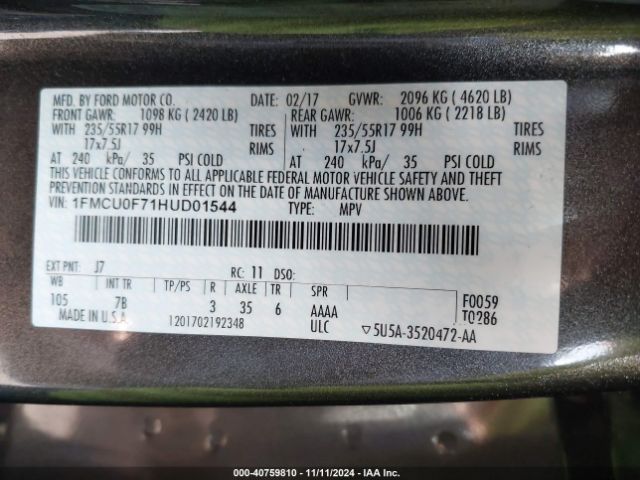 MFD. BY FORD MOTOR CO. DATE: 02/17 GVWR: 2096 KG ( 4620 LB)
FRONT GAWR: 1098 KG ( 2420 LB) REAR GAWR: 1006 KG ( 2218 LB)
WITH 235/55R17 99H TIRES WITH 235/55R17 99H TIRES
17x7.5J RIMS 17x7.5J RIMS
AT 240 kPa/ 35 PSI COLD AT 240 kPa/ 35 PSI COLD
THIS VEHICLE CONFORMS TO ALL APPLICABLE FEDERAL MOTOR VEHICLE SAFETY AND THEFT
PREVENTION STANDARDS IN EFFECT ON THE DATE OF MANUFACTURE SHOWN ABOVE.
VIN: 1FMCU0F71HUD01544 TYPE: MPV
EXT PNT: J7 RC: 11 DSO:
WB INT TR TP/PS R AXLE TR SPR
105 7B 3 35 6 AAAA F0059
MADE IN U.S.A. 1201702192348 ULC T0286
▽5U5A-3520472-AA
000-40759810 - 11/11/2024 - IAA Inc.